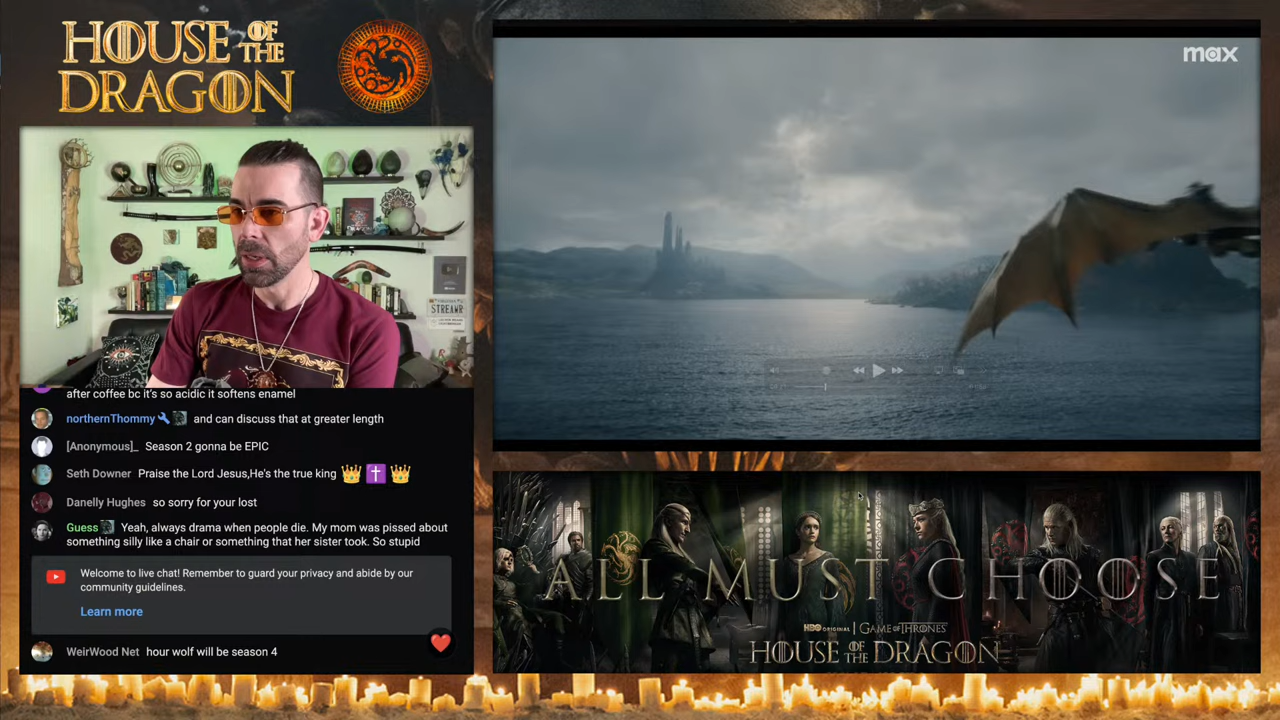 HOUSE OF THE DRAGON
max
STREAWR
after coffee bc it's so acidic it softens enamel
northernThommy and can discuss that at greater length
[Anonymous]_ Season 2 gonna be EPIC
Seth Downer Praise the Lord Jesus,He's the true king
Danelly Hughes so sorry for your lost
Guess Yeah, always drama when people die. My mom was pissed about
something silly like a chair or something that her sister took. So stupid
Welcome to live chat! Remember to guard your privacy and abide by our
community guidelines.
Learn more
WeirWood Net hour wolf will be season 4
ALL MUST CHOOSE
HBO ORIGINAL | GAME OF THRONES
HOUSE OF THE DRAGON